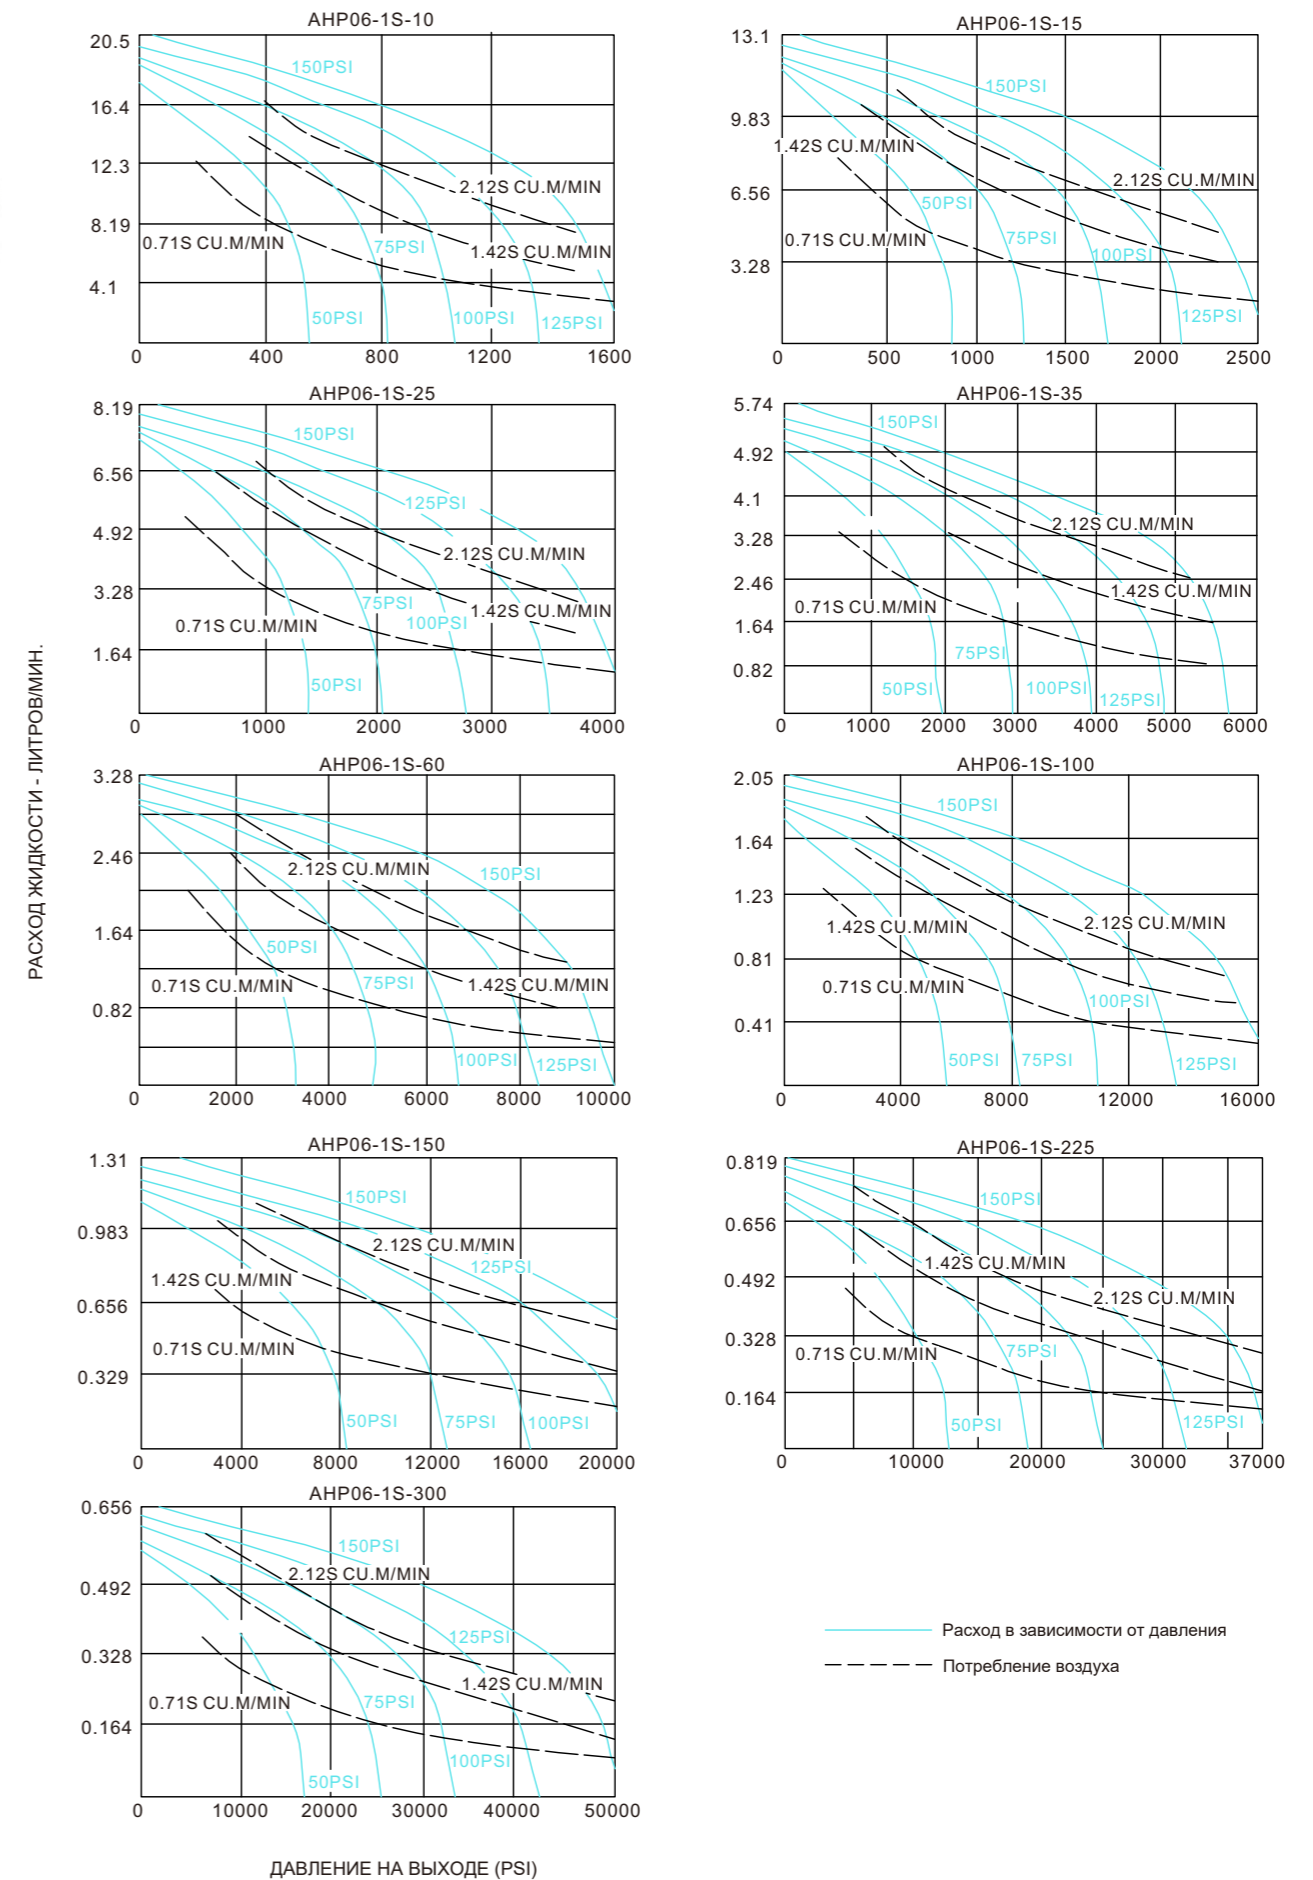 AHP06-1S-10
20.5
16.4
12.3
8.19
4.1
150PSI
2.12S CU.M/MIN
0.71S CU.M/MIN
75PSI
1.42S CU.M/MIN
50PSI
100PSI
125PSI
0 400 800 1200 1600
AHP06-1S-15
13.1
9.83
6.56
3.28
150PSI
1.42S CU.M/MIN
2.12S CU.M/MIN
50PSI
0.71S CU.M/MIN
75PSI
100PSI
125PSI
0 500 1000 1500 2000 2500
AHP06-1S-25
8.19
6.56
4.92
3.28
1.64
150PSI
125PSI
2.12S CU.M/MIN
75PSI
1.42S CU.M/MIN
100PSI
0.71S CU.M/MIN
50PSI
0 1000 2000 3000 4000
AHP06-1S-35
5.74
4.92
4.1
3.28
2.46
1.64
0.82
150PSI
2.12S CU.M/MIN
1.42S CU.M/MIN
0.71S CU.M/MIN
75PSI
50PSI
100PSI
125PSI
0 1000 2000 3000 4000 5000 6000
РАСХОД ЖИДКОСТИ - ЛИТРОВ/МИН.
AHP06-1S-60
3.28
2.46
1.64
0.82
2.12S CU.M/MIN
150PSI
50PSI
0.71S CU.M/MIN
75PSI
1.42S CU.M/MIN
100PSI
125PSI
0 2000 4000 6000 8000 10000
AHP06-1S-100
2.05
1.64
1.23
0.81
0.41
150PSI
1.42S CU.M/MIN
2.12S CU.M/MIN
0.71S CU.M/MIN
100PSI
50PSI
75PSI
125PSI
0 4000 8000 12000 16000
AHP06-1S-150
1.31
0.983
0.656
0.329
150PSI
2.12S CU.M/MIN
125PSI
1.42S CU.M/MIN
0.71S CU.M/MIN
50PSI
75PSI
100PSI
0 4000 8000 12000 16000 20000
AHP06-1S-225
0.819
0.656
0.492
0.328
0.164
150PSI
1.42S CU.M/MIN
2.12S CU.M/MIN
0.71S CU.M/MIN
75PSI
50PSI
125PSI
0 10000 20000 30000 37000
AHP06-1S-300
0.656
0.492
0.328
0.164
150PSI
2.12S CU.M/MIN
125PSI
1.42S CU.M/MIN
0.71S CU.M/MIN
75PSI
100PSI
50PSI
0 10000 20000 30000 40000 50000
Расход в зависимости от давления
Потребление воздуха
ДАВЛЕНИЕ НА ВЫХОДЕ (PSI)